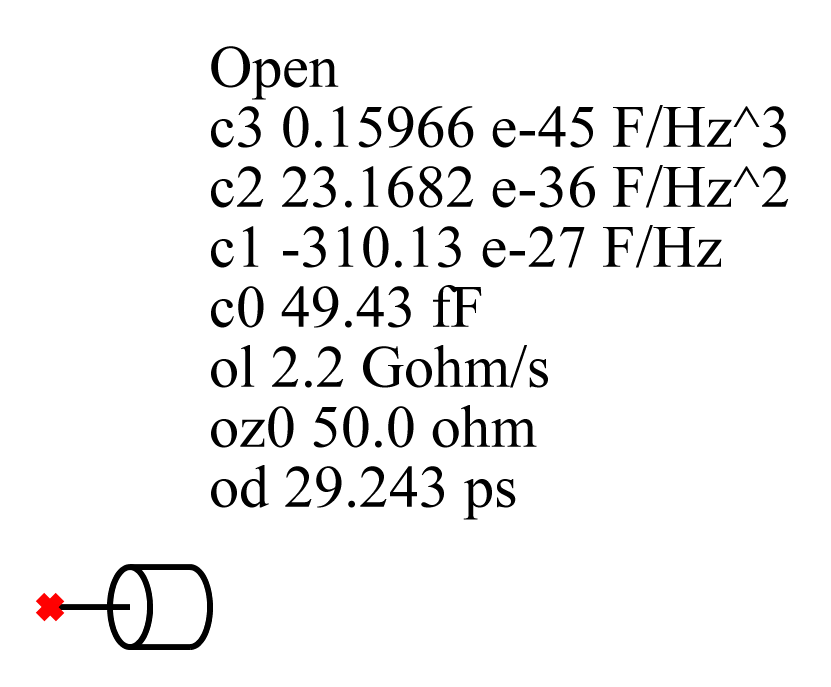 Open
c3 0.15966 e-45 F/Hz^3
c2 23.1682 e-36 F/Hz^2
c1 -310.13 e-27 F/Hz
c0 49.43 fF
ol 2.2 Gohm/s
oz0 50.0 ohm
od 29.243 ps